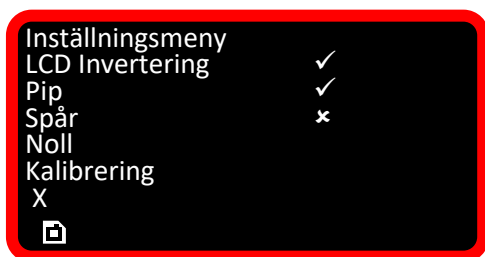 Inställningsmeny
LCD Invertering ✓
Pip ✓
Spår ×
Noll
Kalibrering
X